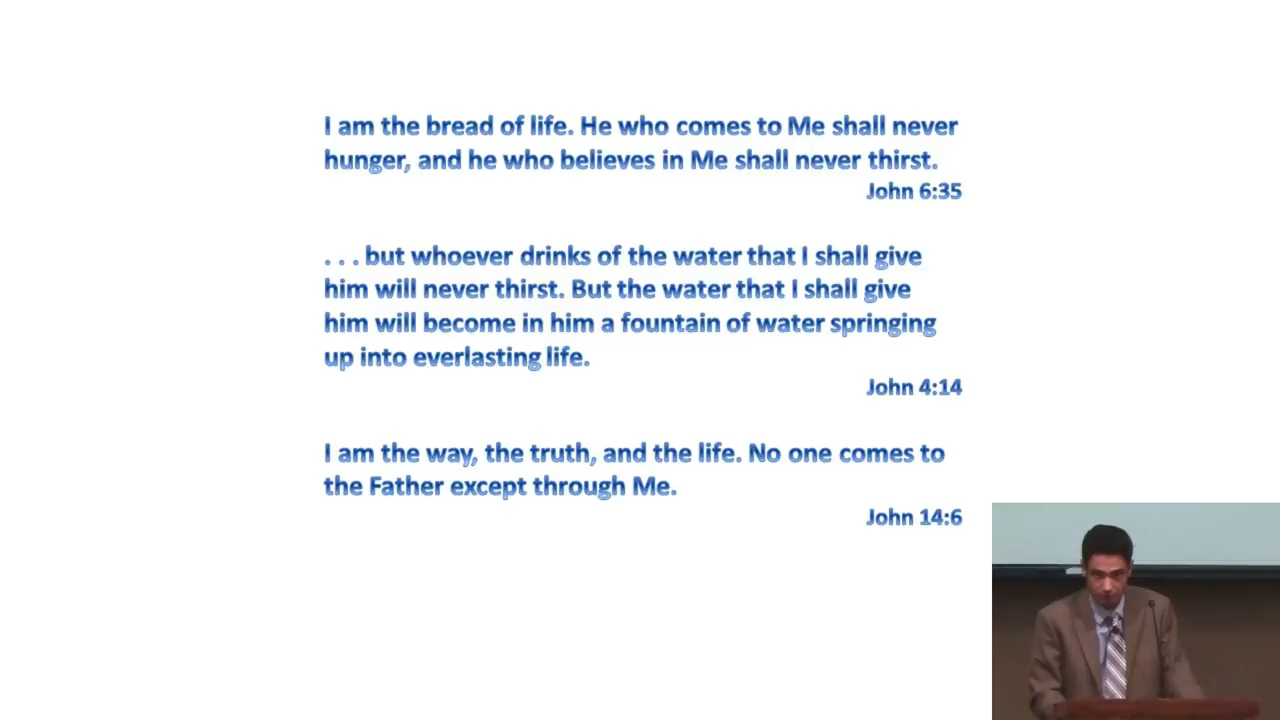 I am the bread of life. He who comes to Me shall never
hunger, and he who believes in Me shall never thirst.
John 6:35
. . . but whoever drinks of the water that I shall give
him will never thirst. But the water that I shall give
him will become in him a fountain of water springing
up into everlasting life.
John 4:14
I am the way, the truth, and the life. No one comes to
the Father except through Me.
John 14:6